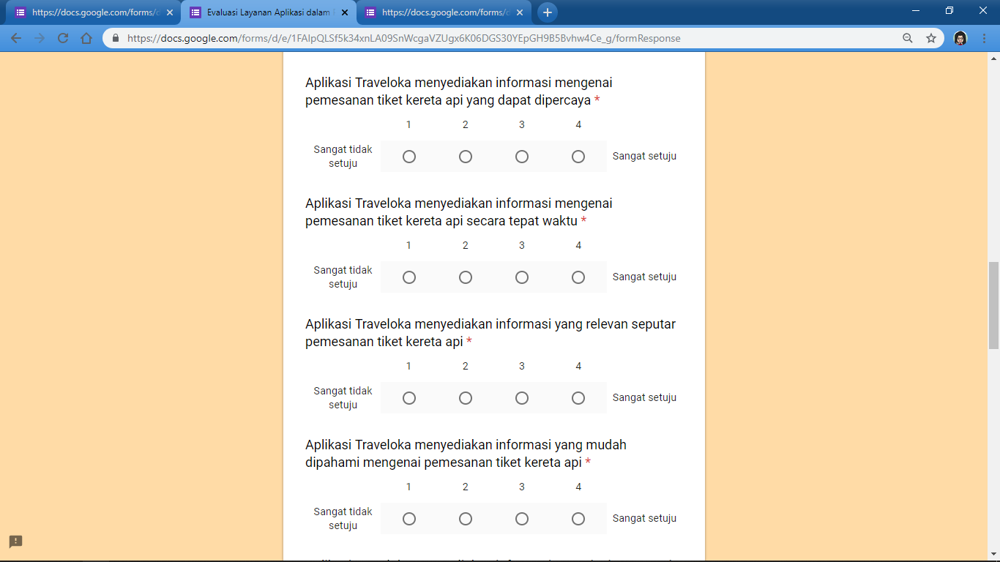 https://docs.google.com/forms/d
Evaluasi Layanan Aplikasi dalam
https://docs.google.com/forms/d
https://docs.google.com/forms/d/e/1FAIpQLSf5k34xnLA09SnWcgaVZUgx6K06DGS30YEpGH9B5Bvhw4Ce_g/formResponse
Aplikasi Traveloka menyediakan informasi mengenai
pemesanan tiket kereta api yang dapat dipercaya *
1 2 3 4
Sangat tidak
setuju
Sangat setuju
Aplikasi Traveloka menyediakan informasi mengenai
pemesanan tiket kereta api secara tepat waktu *
1 2 3 4
Sangat tidak
setuju
Sangat setuju
Aplikasi Traveloka menyediakan informasi yang relevan seputar
pemesanan tiket kereta api *
1 2 3 4
Sangat tidak
setuju
Sangat setuju
Aplikasi Traveloka menyediakan informasi yang mudah
dipahami mengenai pemesanan tiket kereta api *
1 2 3 4
Sangat tidak
setuju
Sangat setuju